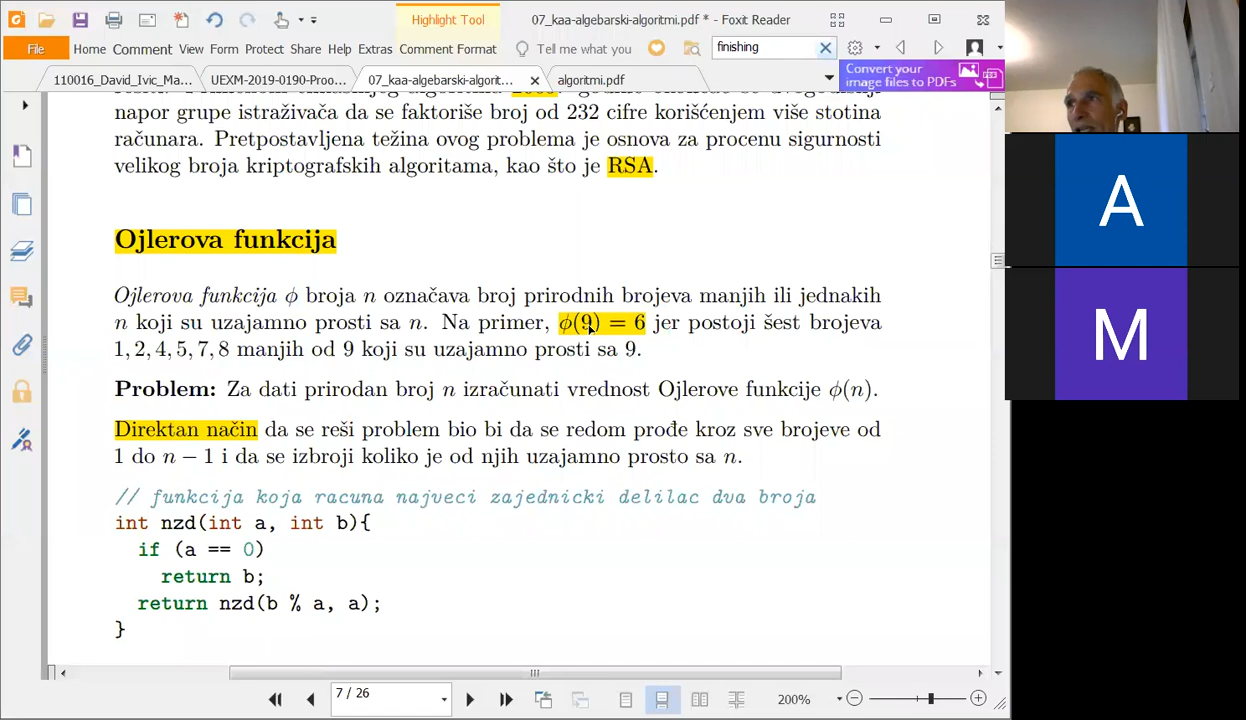 07_kaa-algebarski-algoritmi.pdf * - Foxit Reader
Highlight Tool
File Home Comment View Form Protect Share Help Extras Comment Format Tell me what you finishing
110016_David_Ivic_Ma... UEXM-2019-0190-Proo... 07_kaa-algebarski-algorit... algoritmi.pdf
Convert your
image files to PDFs
napor grupe istraživača da se faktoriše broj od 232 cifre korišćenjem više stotina
računara. Pretpostavljena težina ovog problema je osnova za procenu sigurnosti
velikog broja kriptografskih algoritama, kao što je RSA.
Ojlerova funkcija
Ojlerova funkcija ϕ broja n označava broj prirodnih brojeva manjih ili jednakih
n koji su uzajamno prosti sa n. Na primer, ϕ(9) = 6 jer postoji šest brojeva
1, 2, 4, 5, 7, 8 manjih od 9 koji su uzajamno prosti sa 9.
Problem: Za dati prirodan broj n izračunati vrednost Ojlerove funkcije ϕ(n).
Direktan način da se reši problem bio bi da se redom prođe kroz sve brojeve od
1 do n − 1 i da se izbroji koliko je od njih uzajamno prosto sa n.
// funkcija koja racuna najveci zajednicki delilac dva broja
int nzd(int a, int b){
if (a == 0)
return b;
return nzd(b % a, a);
}
7 / 26
200%
A
M